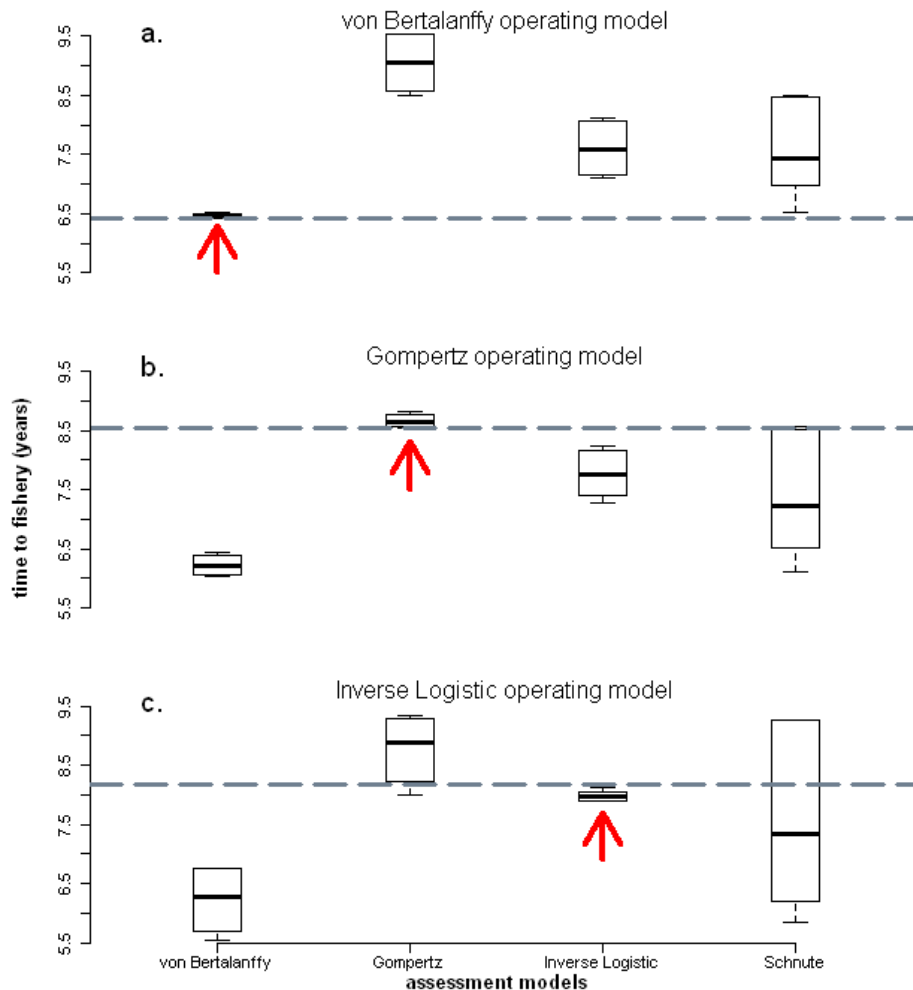 a.
von Bertalanffy operating model
9.5
8.5
7.5
6.5
5.5
b.
Gompertz operating model
9.5
8.5
7.5
6.5
5.5
time to fishery (years)
c.
Inverse Logistic operating model
9.5
8.5
7.5
6.5
5.5
von Bertalanffy Gompertz Inverse Logistic Schnute
assessment models